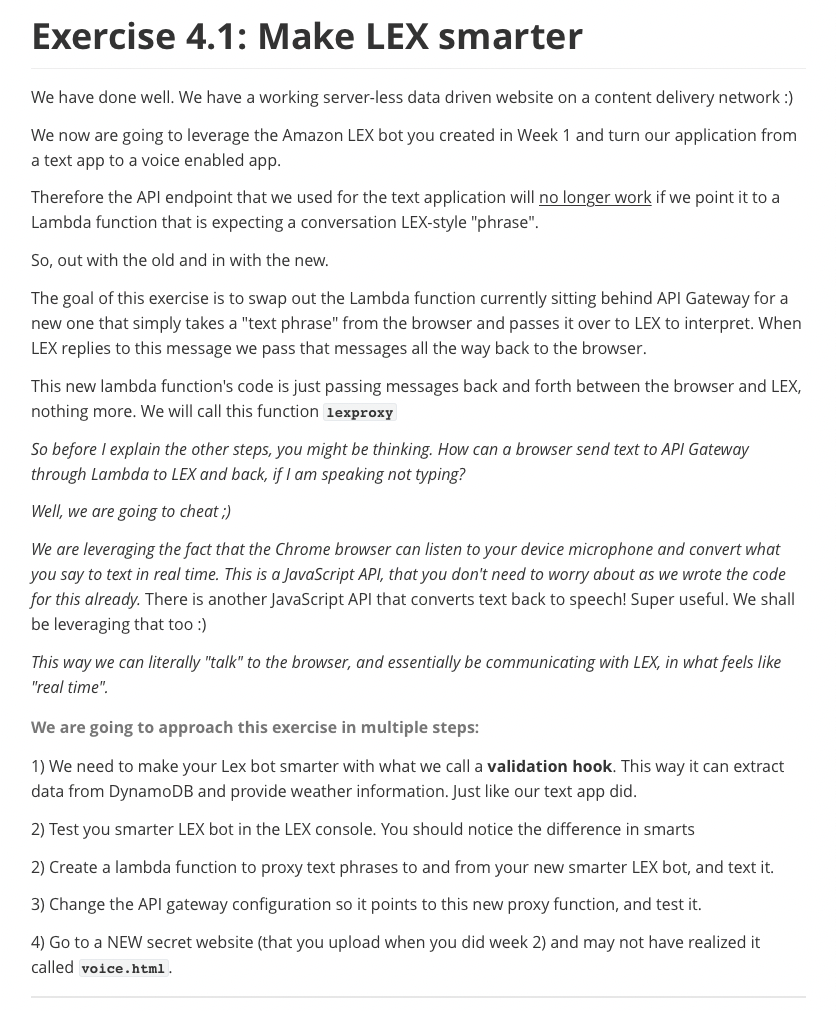 Exercise 4.1: Make LEX smarter
We have done well. We have a working server-less data driven website on a content delivery network :)
We now are going to leverage the Amazon LEX bot you created in Week 1 and turn our application from
a text app to a voice enabled app.
Therefore the API endpoint that we used for the text application will no longer work if we point it to a
Lambda function that is expecting a conversation LEX-style "phrase".
So, out with the old and in with the new.
The goal of this exercise is to swap out the Lambda function currently sitting behind API Gateway for a
new one that simply takes a "text phrase" from the browser and passes it over to LEX to interpret. When
LEX replies to this message we pass that messages all the way back to the browser.
This new lambda function's code is just passing messages back and forth between the browser and LEX,
nothing more. We will call this function lexproxy
So before I explain the other steps, you might be thinking. How can a browser send text to API Gateway
through Lambda to LEX and back, if I am speaking not typing?
Well, we are going to cheat ;)
We are leveraging the fact that the Chrome browser can listen to your device microphone and convert what
you say to text in real time. This is a JavaScript API, that you don't need to worry about as we wrote the code
for this already. There is another JavaScript API that converts text back to speech! Super useful. We shall
be leveraging that too :)
This way we can literally "talk" to the browser, and essentially be communicating with LEX, in what feels like
"real time".
We are going to approach this exercise in multiple steps:
1) We need to make your Lex bot smarter with what we call a validation hook. This way it can extract
data from DynamoDB and provide weather information. Just like our text app did.
2) Test you smarter LEX bot in the LEX console. You should notice the difference in smarts
2) Create a lambda function to proxy text phrases to and from your new smarter LEX bot, and text it.
3) Change the API gateway configuration so it points to this new proxy function, and test it.
4) Go to a NEW secret website (that you upload when you did week 2) and may not have realized it
called voice.html.